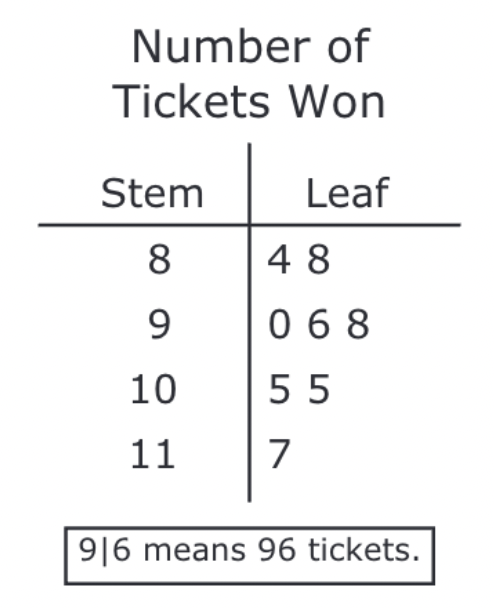 Number of
Tickets Won
Stem Leaf
8 4 8
9 0 6 8
10 5 5
11 7
9|6 means 96 tickets.